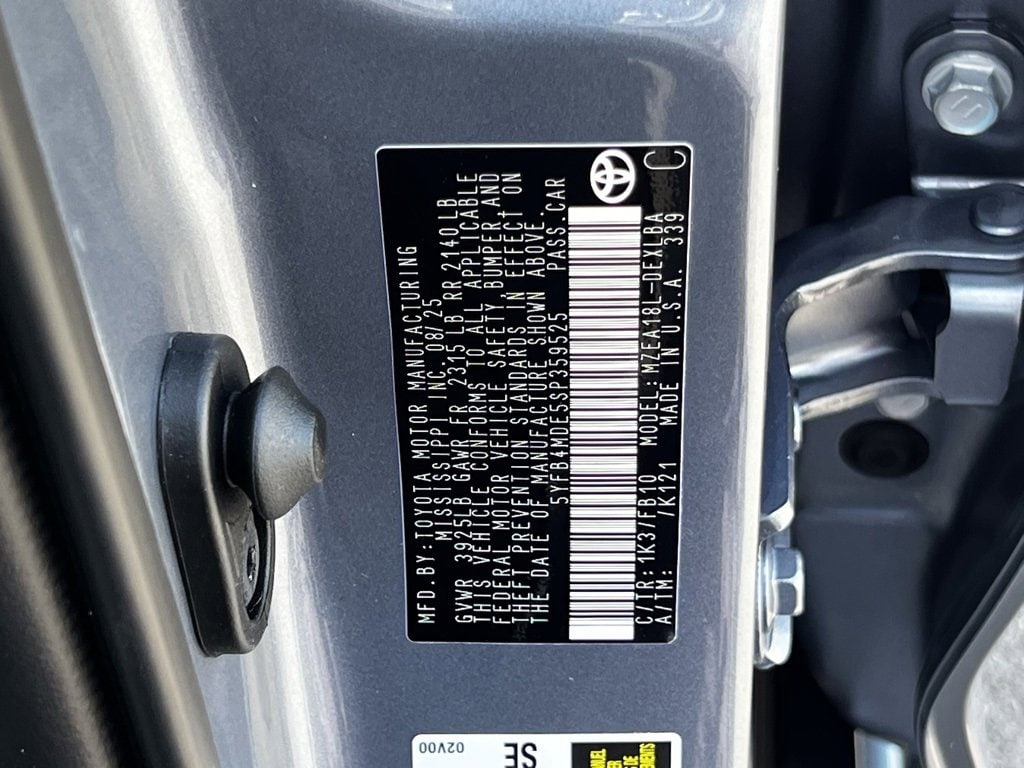 MFD.BY:TOYOTA MOTOR MANUFACTURING
MISSISSIPPI INC. 08/25
GVWR 3925LB GAWR FR 2315 LB RR 2140LB
THIS VEHICLE CONFORMS TO ALL APPLICABLE
FEDERAL MOTOR VEHICLE SAFETY, BUMPER AND
THEFT PREVENTION STANDARDS IN EFFECT ON
THE DATE OF MANUFACTURE SHOWN ABOVE.
5YFB4MDE5SP359525 PASS.CAR
C/TR: 1K3/FB10 MODEL:MZEA18L-DEXLBA
A/TM: /K121 MADE IN U.S.A. 339
C
02V00
SE